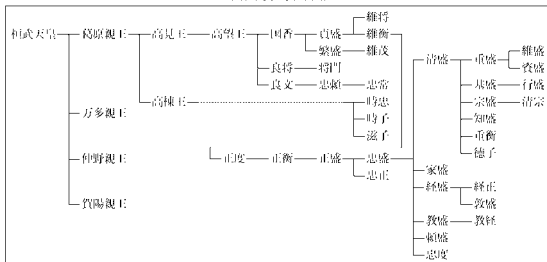 維将
桓武天皇 葛原親王 高見王 高望王 国香 貞盛 維衡
繁盛 維茂
良将 将門
良文 忠頼 忠常
高棟王 時忠
時子
滋子
万多親王
仲野親王
賀陽親王
正度 正衡 正盛 忠盛
忠正
清盛 重盛 維盛
資盛
基盛 行盛
宗盛 清宗
知盛
重衡
徳子
家盛
経盛 経正
敦盛
教盛 教経
頼盛
忠度